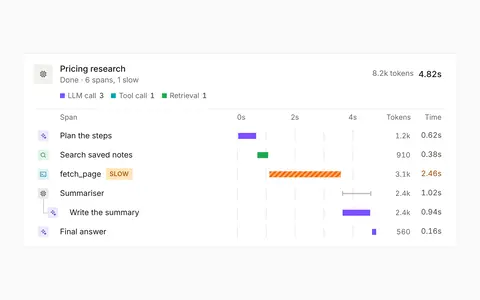 Pricing research
Done · 6 spans, 1 slow
8.2k tokens 4.82s
LLM call 3 Tool call 1 Retrieval 1
Span 0s 2s 4s Tokens Time
Plan the steps 1.2k 0.62s
Search saved notes 910 0.38s
fetch_page SLOW 3.1k 2.46s
Summariser 2.4k 1.02s
Write the summary 2.4k 0.94s
Final answer 560 0.16s